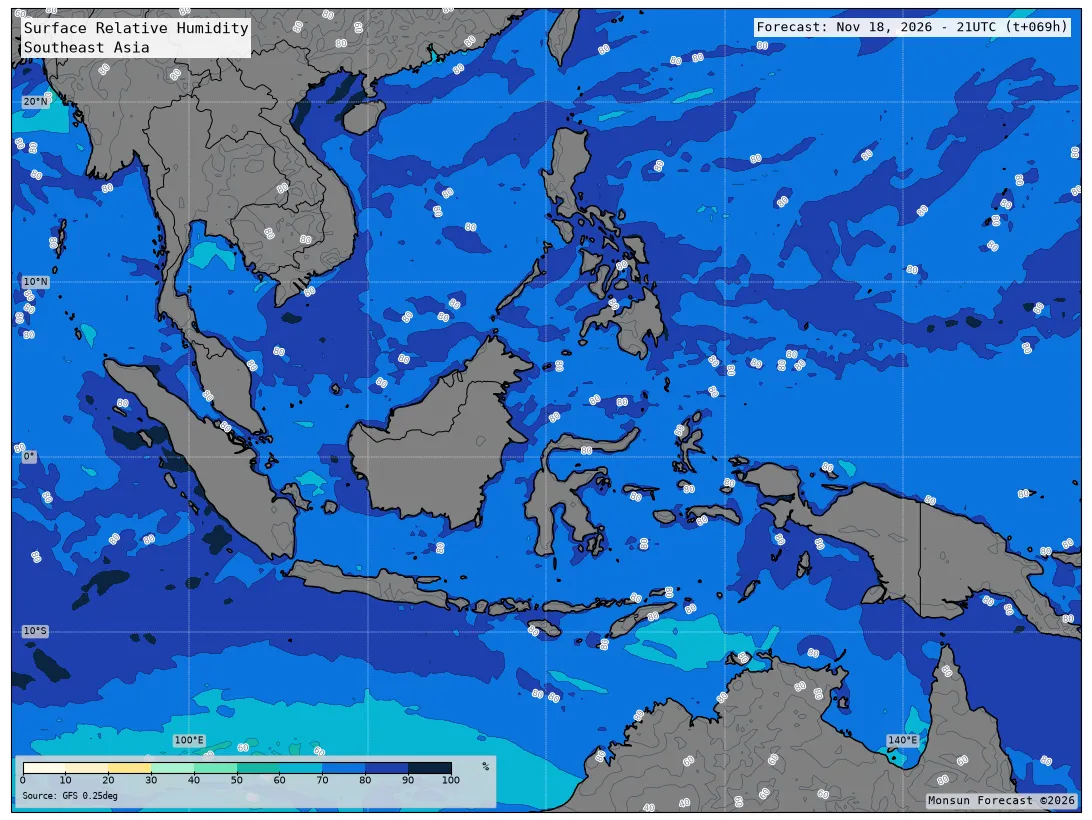 Surface Relative Humidity
Southeast Asia
Forecast: Nov 18, 2026 - 21UTC (t+069h)
20°N
10°N
0°
10°S
100°E
140°E
0 10 20 30 40 50 60 70 80 90 100
%
Source: GFS 0.25deg
Monsun Forecast ©2026